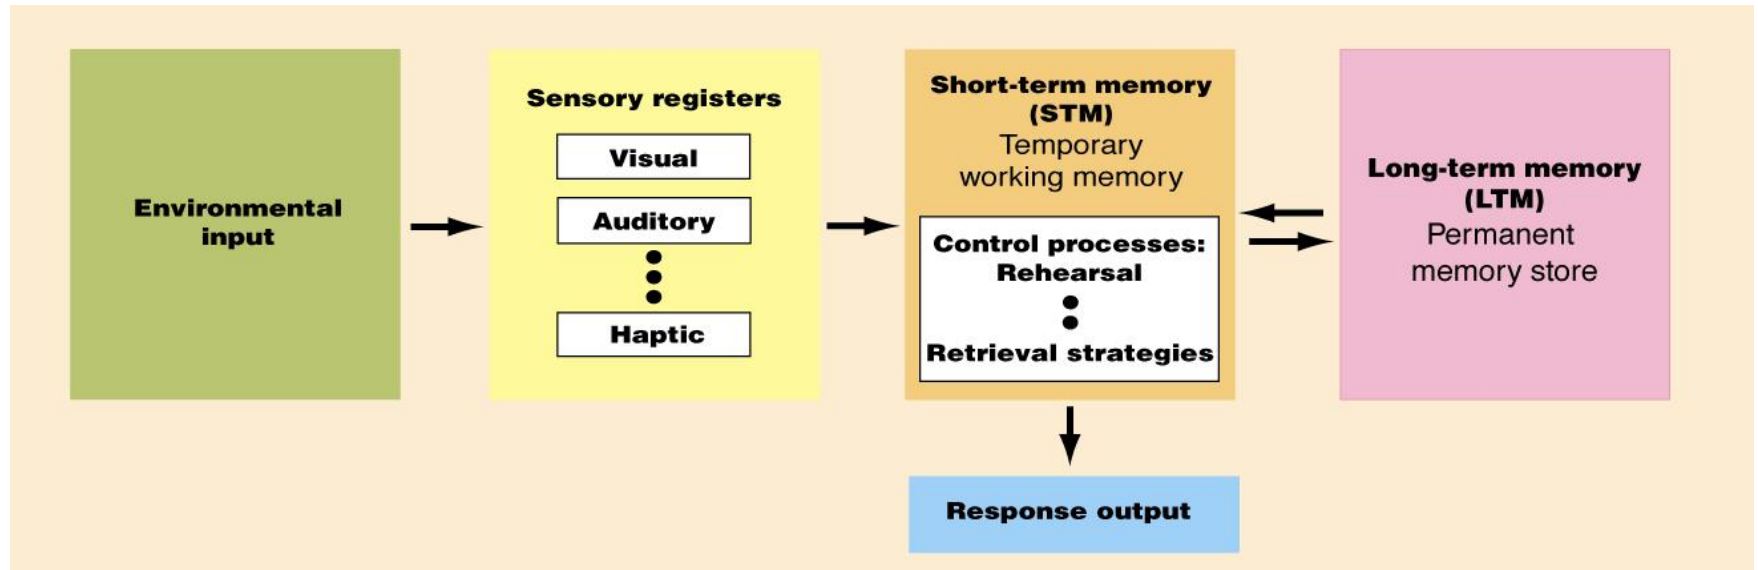 Environmental
input
Sensory registers
Visual
Auditory
Haptic
Short-term memory
(STM)
Temporary
working memory
Control processes:
Rehearsal
Retrieval strategies
Long-term memory
(LTM)
Permanent
memory store
Response output